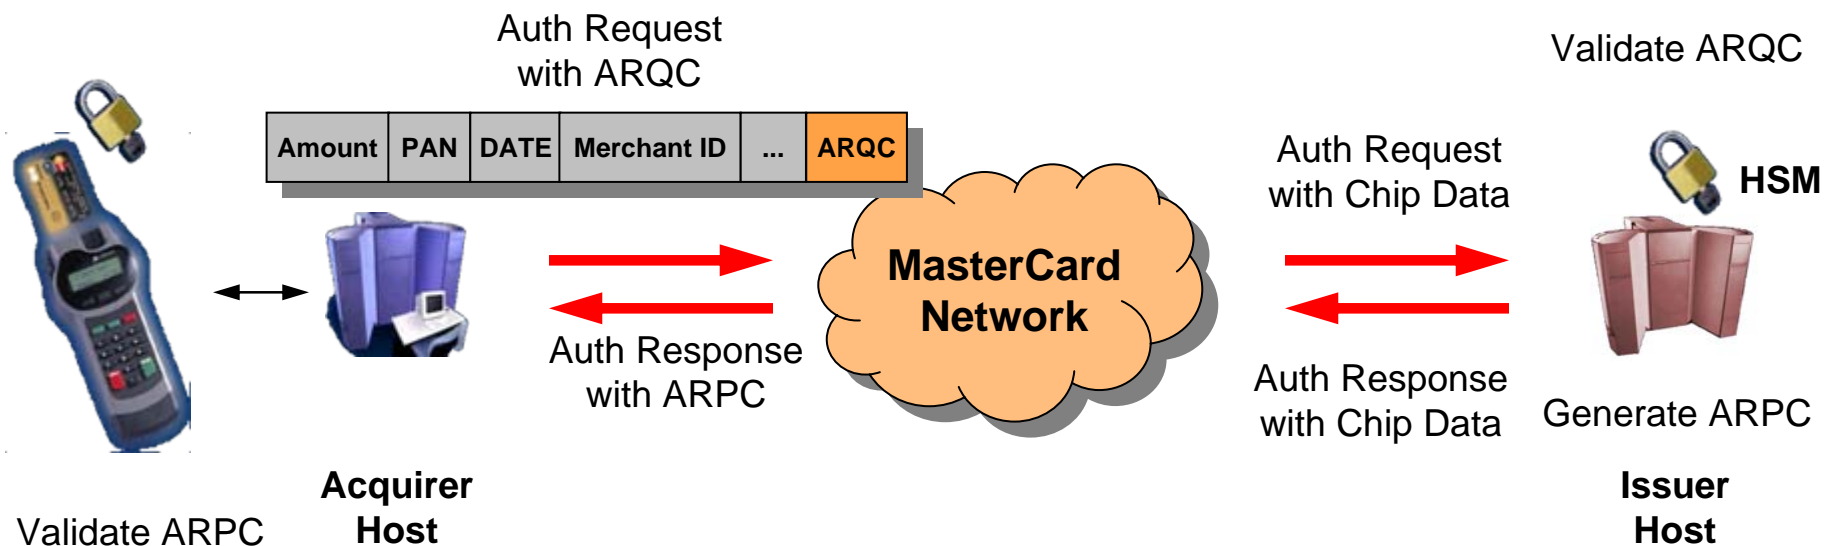 Auth Request
with ARQC
Validate ARQC
Amount PAN DATE Merchant ID ... ARQC
Auth Request
with Chip Data
HSM
MasterCard
Network
Auth Response
with ARPC
Auth Response
with Chip Data
Generate ARPC
Acquirer
Host
Issuer
Host
Validate ARPC